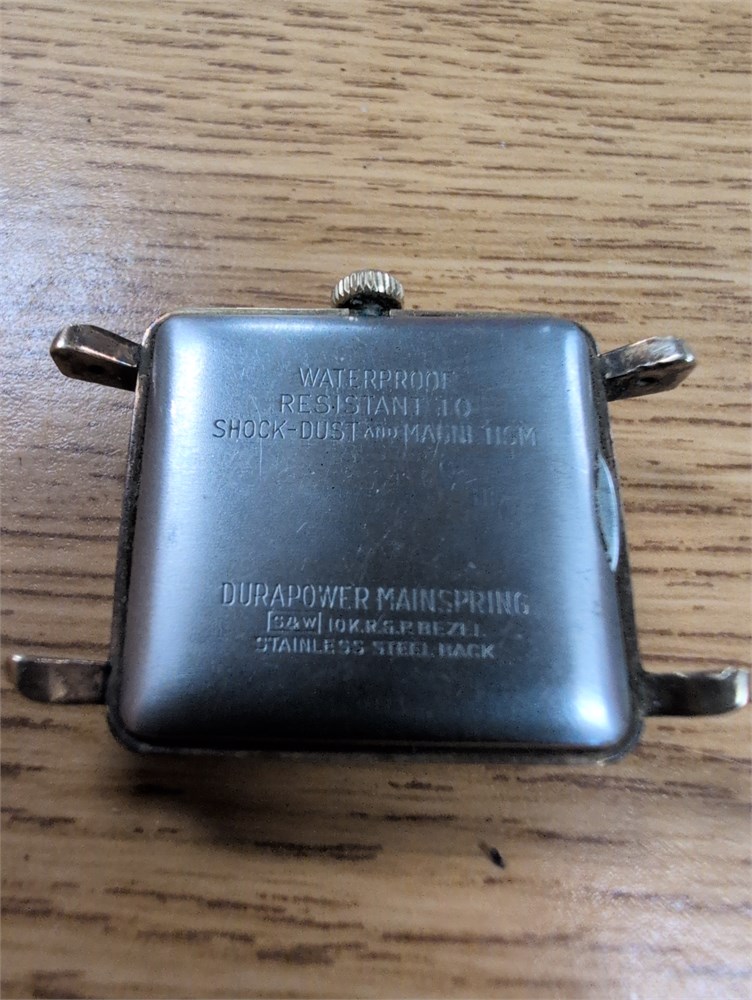 WATERPROOF
RESISTANT TO
SHOCK-DUST AND MAGNETISM
DURAPOWER MAINSPRING
S&W 10K.R.G.P. BEZEL
STAINLESS STEEL BACK